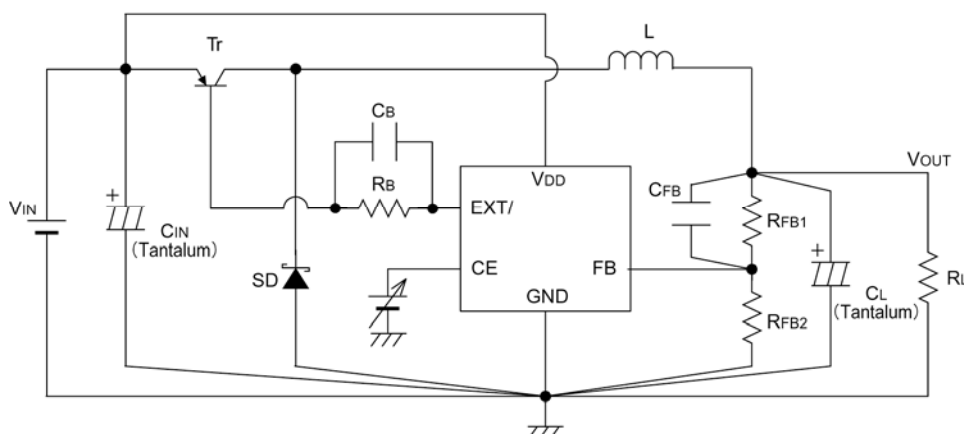 Tr
L
CB
RB
VIN
+
CIN
(Tantalum)
SD
VDD
EXT/
CE
FB
GND
CFB
RFB1
RFB2
VOUT
+
CL
(Tantalum)
RL